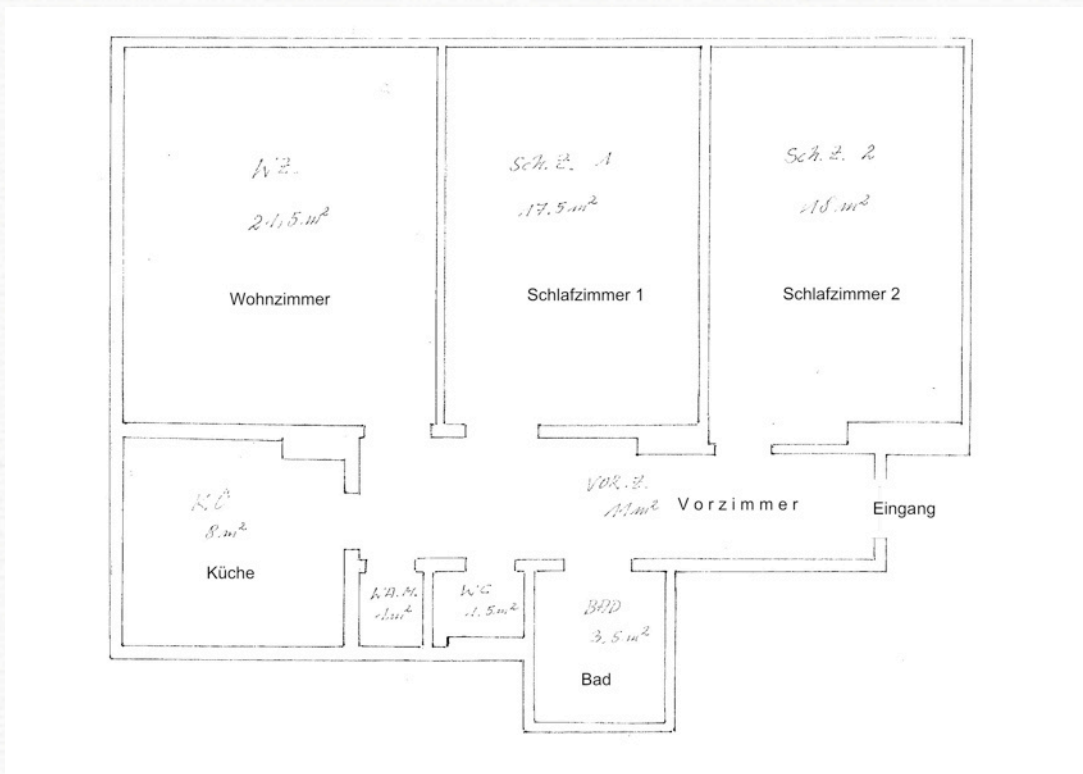 WZ.
21,5 m²
Wohnzimmer
Sch.Z. 1
17.5 m²
Schlafzimmer 1
Sch.Z. 2
18 m²
Schlafzimmer 2
KÜ
8 m²
Küche
VOR.Z.
11 m²
Vorzimmer
Eingang
1 m²
WC
1.5 m²
BAD
3.5 m²
Bad